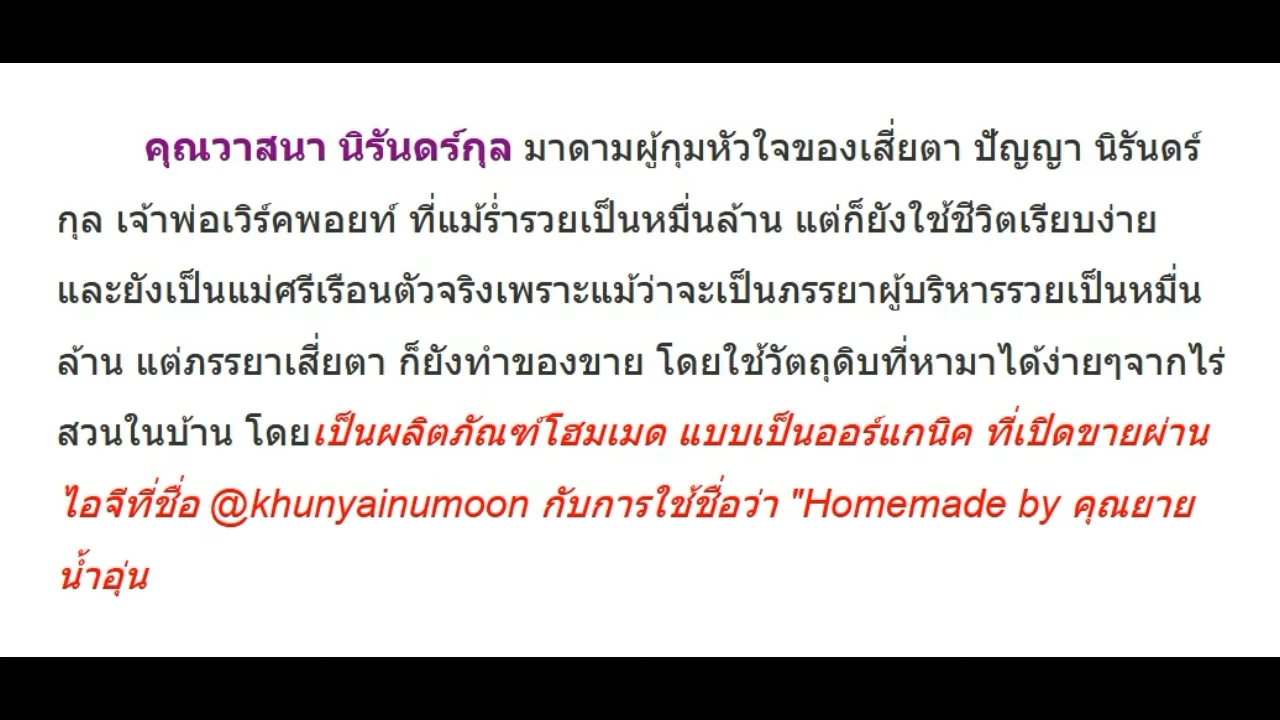 คุณวาสนา นิรันดร์กุล มาดามผู้กุมหัวใจของเสี่ยตา ปัญญา นิรันดร์
กุล เจ้าพ่อเวิร์คพอยท์ ที่แม้ร่ำรวยเป็นหมื่นล้าน แต่ก็ยังใช้ชีวิตเรียบง่าย
และยังเป็นแม่ศรีเรือนตัวจริงเพราะแม้ว่าจะเป็นภรรยาผู้บริหารรวยเป็นหมื่น
ล้าน แต่ภรรยาเสี่ยตา ก็ยังทำของขาย โดยใช้วัตถุดิบที่หามาได้ง่ายๆจากไร่
สวนในบ้าน โดยเป็นผลิตภัณฑ์โฮมเมด แบบเป็นออร์แกนิค ที่เปิดขายผ่าน
ไอจีที่ชื่อ @khunyainumoon กับการใช้ชื่อว่า "Homemade by คุณยาย
น้ำอุ่น